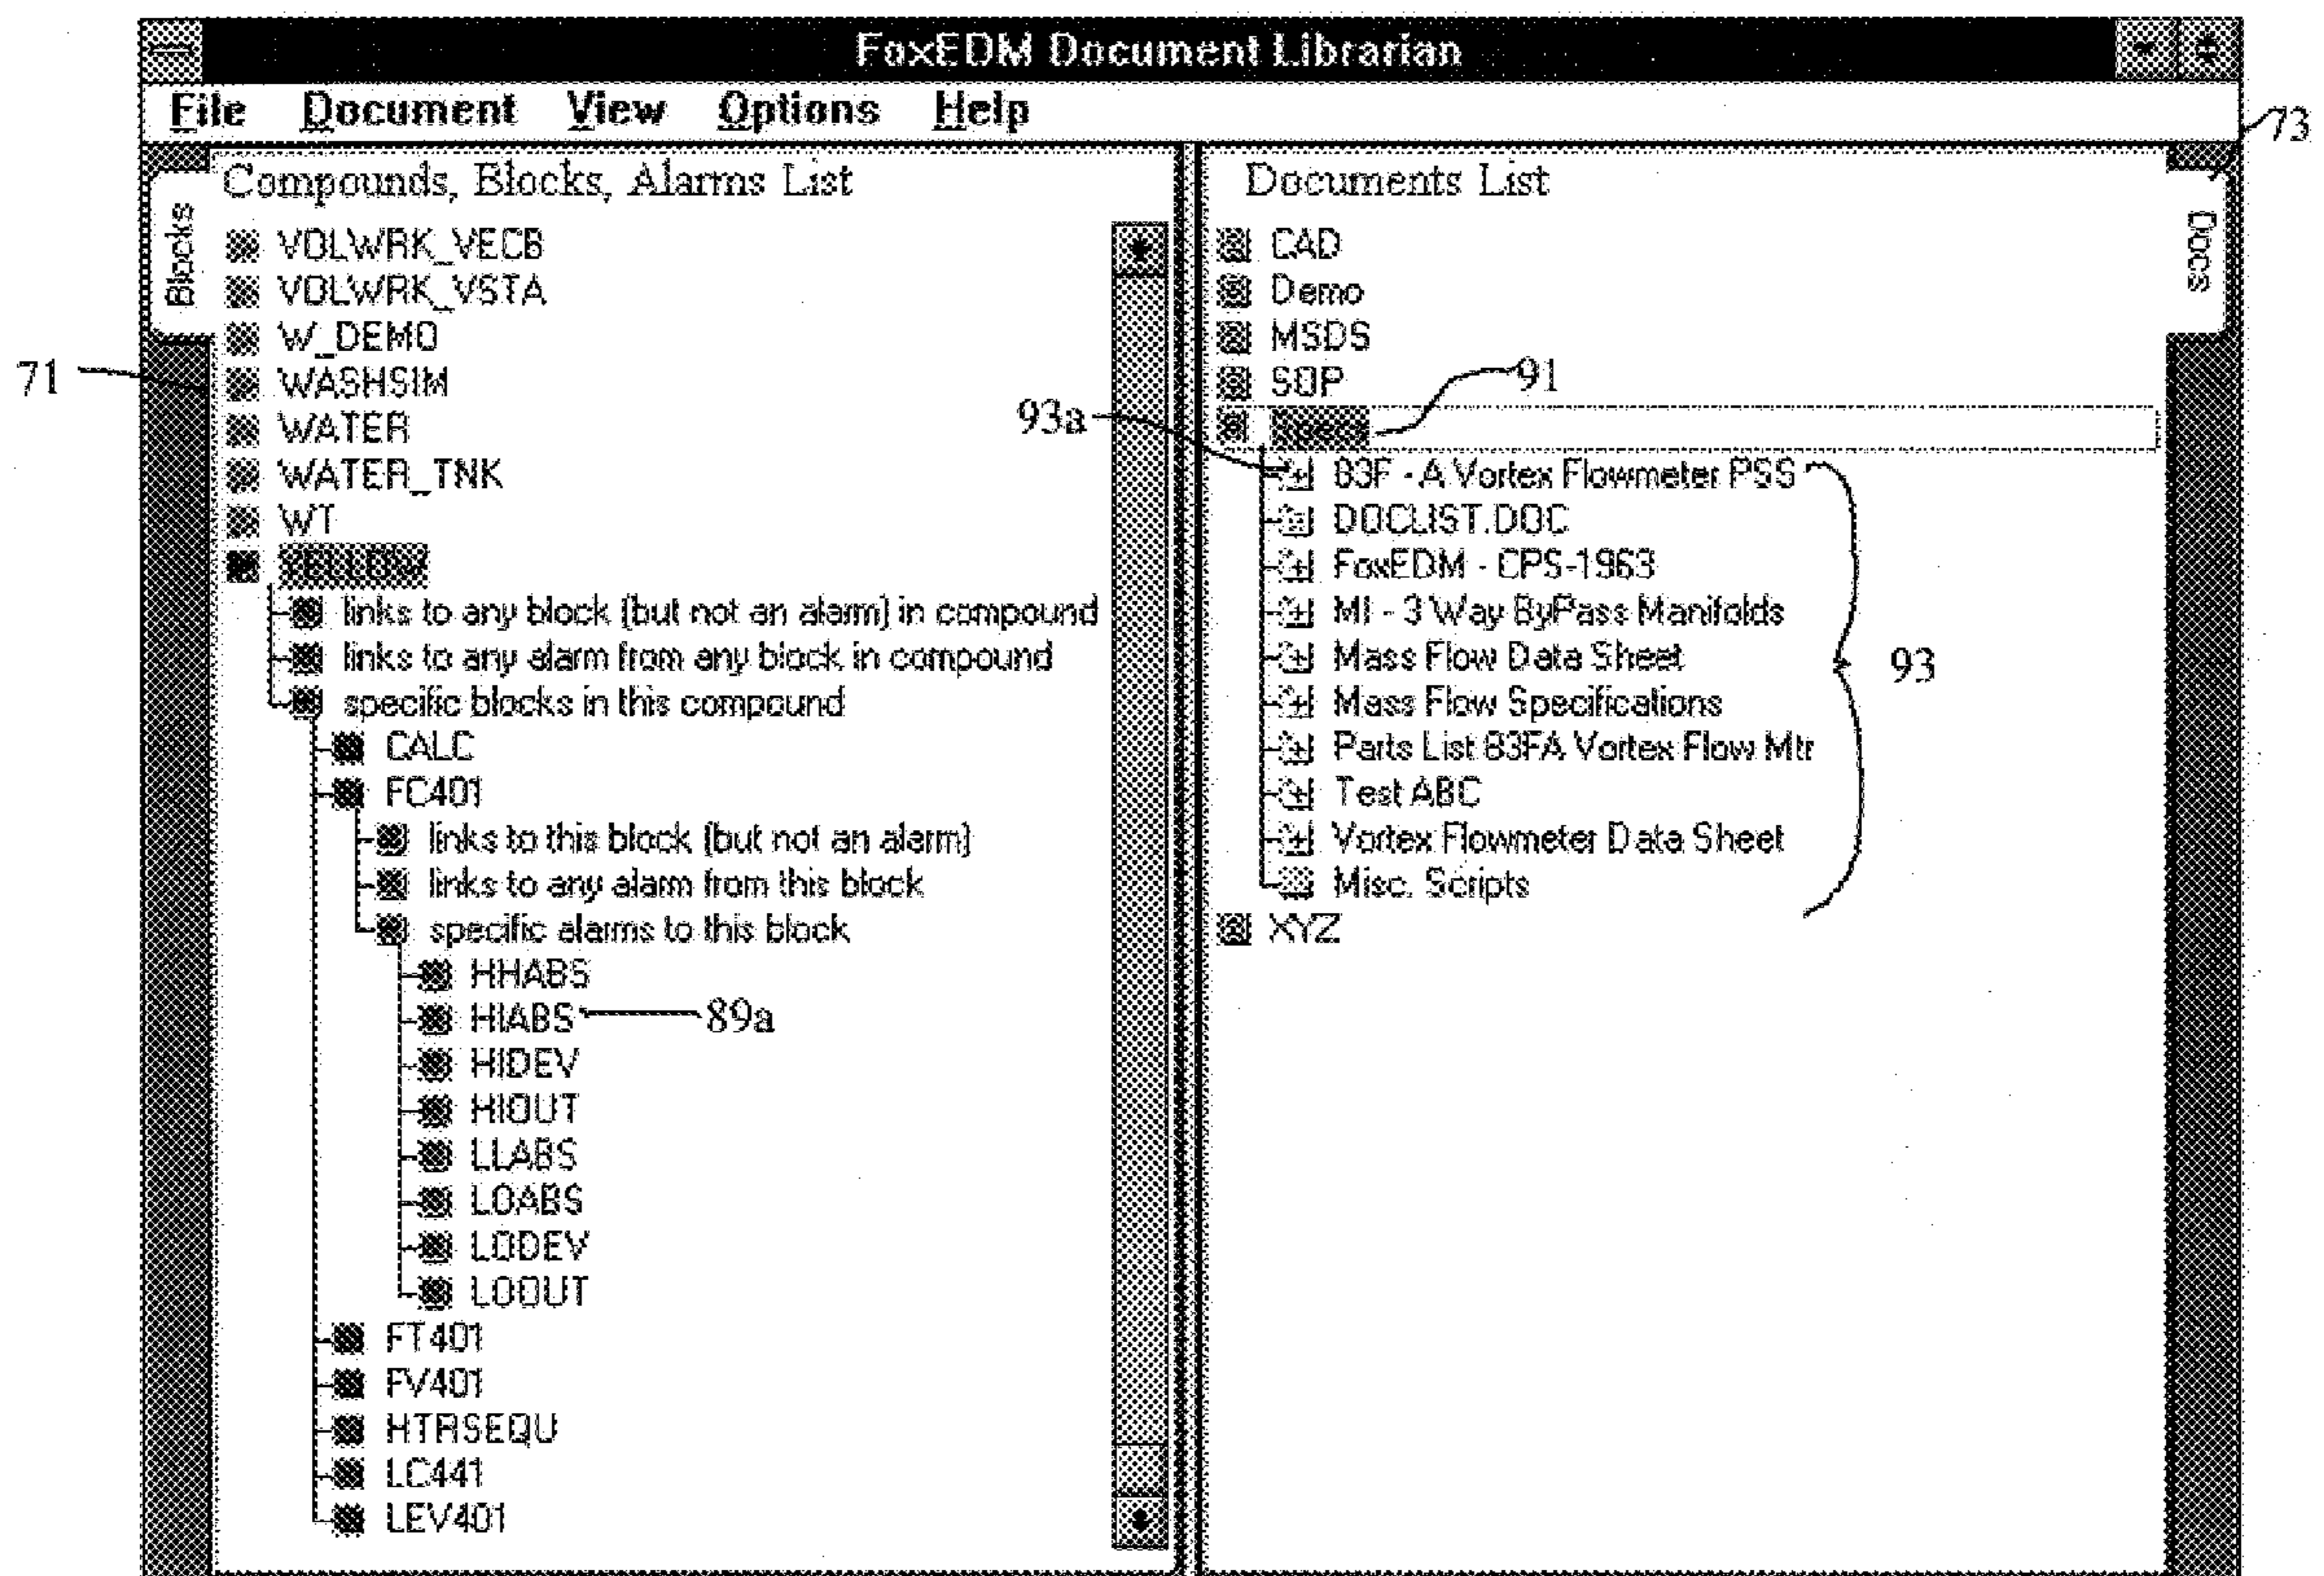 FoxEDM Document Librarian
File Document View Options Help
73
Blocks
Compounds, Blocks, Alarms List
VOLWRK_VECB
VOLWRK_VSTA
W_DEMO
71
WASHSIM
WATER
WATER_TNK
WT
YELLOW
links to any block (but not an alarm) in compound
links to any alarm from any block in compound
specific blocks in this compound
CALC
FC401
links to this block (but not an alarm)
links to any alarm from this block
specific alarms to this block
HHABS
HIABS 89a
HIDEV
HIOUT
LLABS
LOABS
LODEV
LOOUT
FT401
FV401
HTRSEQU
LC441
LEV401
Documents List
Docs
CAD
Demo
MSDS
SOP
91
93a
Specs
83F - A Vortex Flowmeter PSS
DOCLIST.DOC
FoxEDM - CPS-1963
MI - 3 Way ByPass Manifolds
Mass Flow Data Sheet
93
Mass Flow Specifications
Parts List 83FA Vortex Flow Mtr
Test ABC
Vortex Flowmeter Data Sheet
Misc. Scripts
XYZ